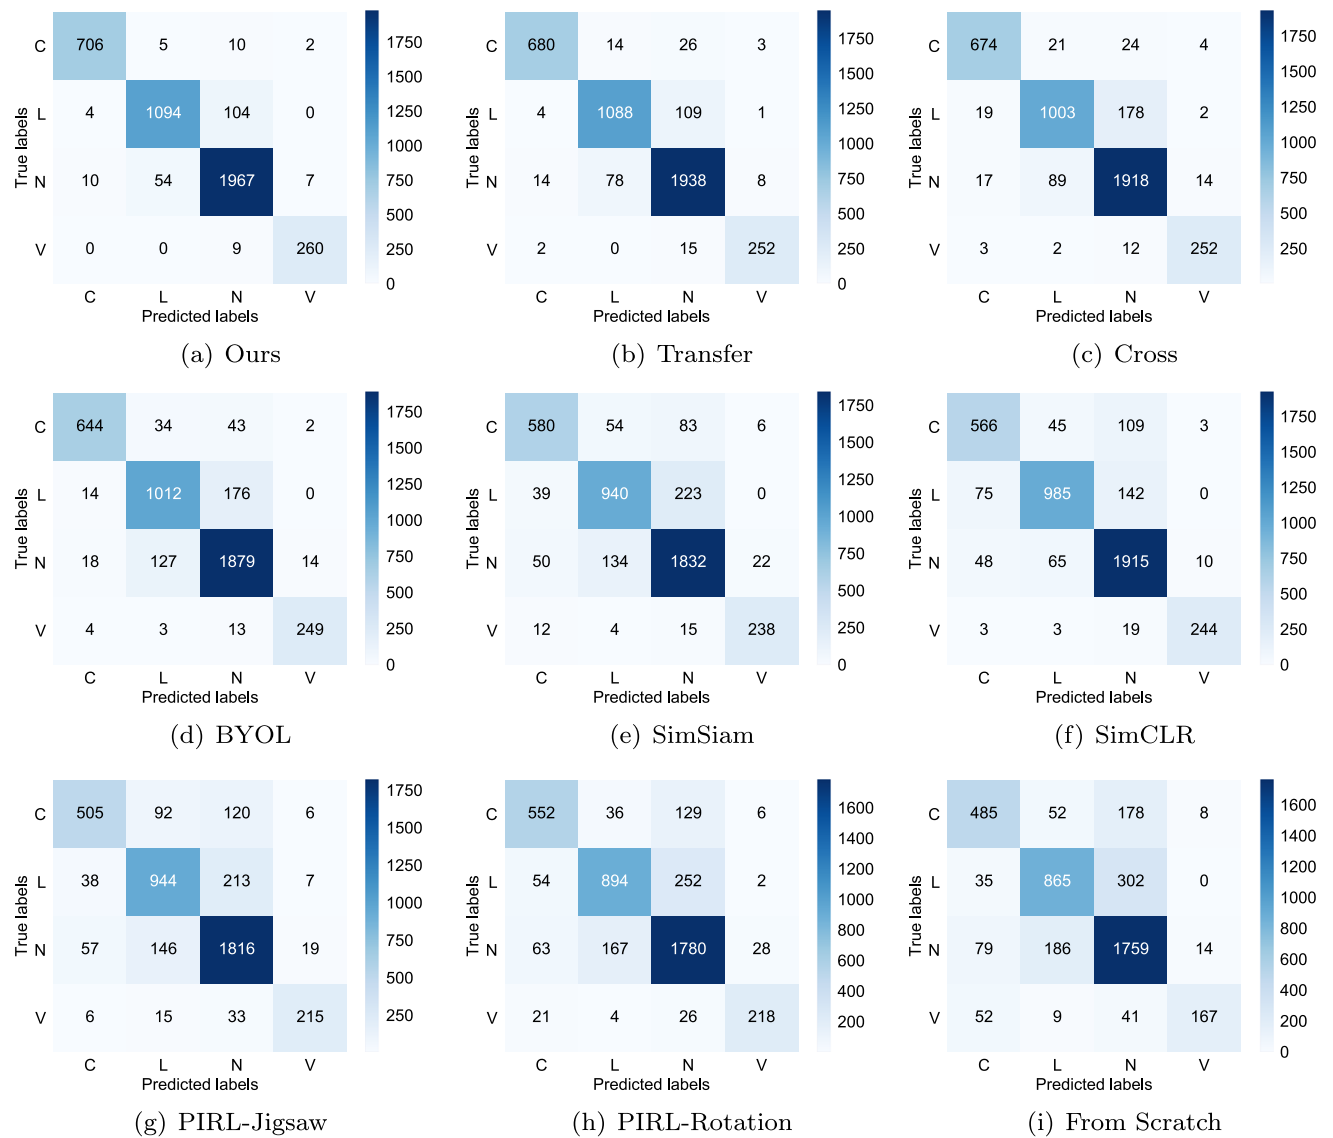 C 706 5 10 2
L 4 1094 104 0
N 10 54 1967 7
V 0 0 9 260
C L N V
Predicted labels
True labels
1750
1500
1250
1000
750
500
250
0
(a) Ours
C 680 14 26 3
L 4 1088 109 1
N 14 78 1938 8
V 2 0 15 252
C L N V
Predicted labels
True labels
1750
1500
1250
1000
750
500
250
0
(b) Transfer
C 674 21 24 4
L 19 1003 178 2
N 17 89 1918 14
V 3 2 12 252
C L N V
Predicted labels
True labels
1750
1500
1250
1000
750
500
250
(c) Cross
C 644 34 43 2
L 14 1012 176 0
N 18 127 1879 14
V 4 3 13 249
C L N V
Predicted labels
True labels
1750
1500
1250
1000
750
500
250
0
(d) BYOL
C 580 54 83 6
L 39 940 223 0
N 50 134 1832 22
V 12 4 15 238
C L N V
Predicted labels
True labels
1750
1500
1250
1000
750
500
250
0
(e) SimSiam
C 566 45 109 3
L 75 985 142 0
N 48 65 1915 10
V 3 3 19 244
C L N V
Predicted labels
True labels
1750
1500
1250
1000
750
500
250
0
(f) SimCLR
C 505 92 120 6
L 38 944 213 7
N 57 146 1816 19
V 6 15 33 215
C L N V
Predicted labels
True labels
1750
1500
1250
1000
750
500
250
(g) PIRL-Jigsaw
C 552 36 129 6
L 54 894 252 2
N 63 167 1780 28
V 21 4 26 218
C L N V
Predicted labels
True labels
1600
1400
1200
1000
800
600
400
200
(h) PIRL-Rotation
C 485 52 178 8
L 35 865 302 0
N 79 186 1759 14
V 52 9 41 167
C L N V
Predicted labels
True labels
1600
1400
1200
1000
800
600
400
200
0
(i) From Scratch